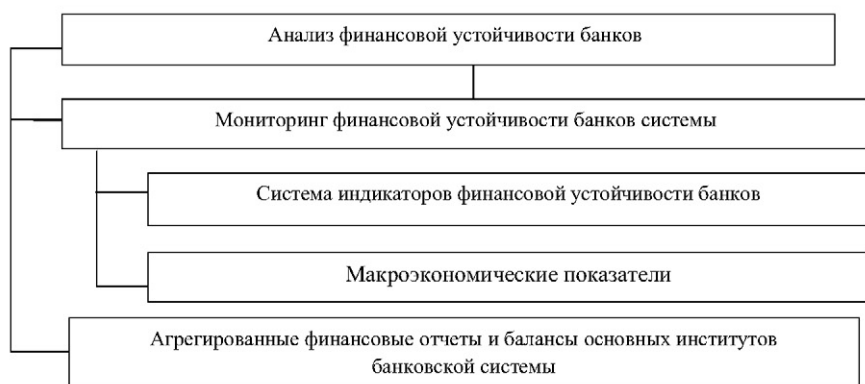 Анализ финансовой устойчивости банков
Мониторинг финансовой устойчивости банков системы
Система индикаторов финансовой устойчивости банков
Макроэкономические показатели
Агрегированные финансовые отчеты и балансы основных институтов
банковской системы